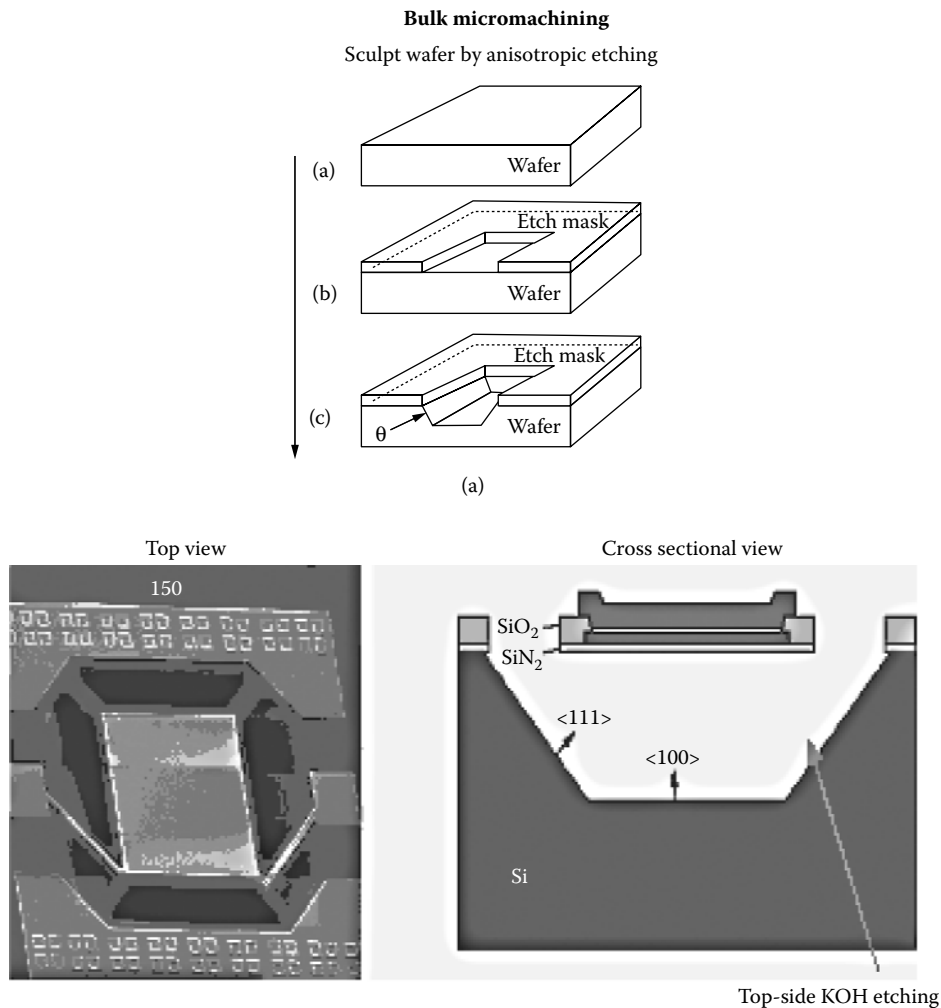 Bulk micromachining
Sculpt wafer by anisotropic etching
(a)
Wafer
Etch mask
(b)
Wafer
Etch mask
(c)
θ
Wafer
(a)
Top view
Cross sectional view
150
SiO2
SiN2
<111>
<100>
Si
Top-side KOH etching